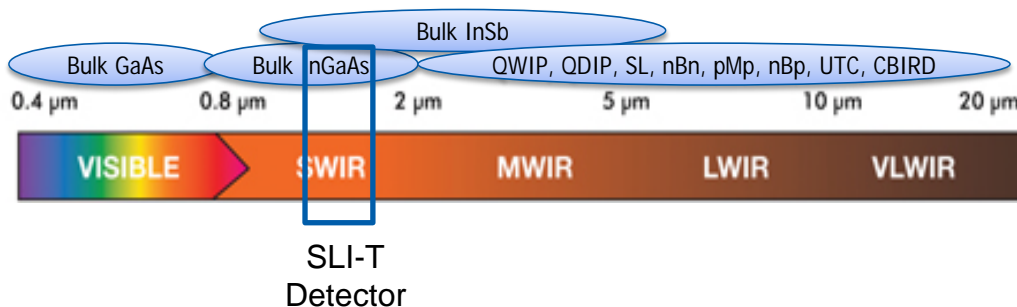 Bulk InSb
Bulk GaAs Bulk InGaAs QWIP, QDIP, SL, nBn, pMp, nBp, UTC, CBIRD
0.4 µm 0.8 µm 2 µm 5 µm 10 µm 20 µm
VISIBLE SWIR MWIR LWIR VLWIR
SLI-T
Detector